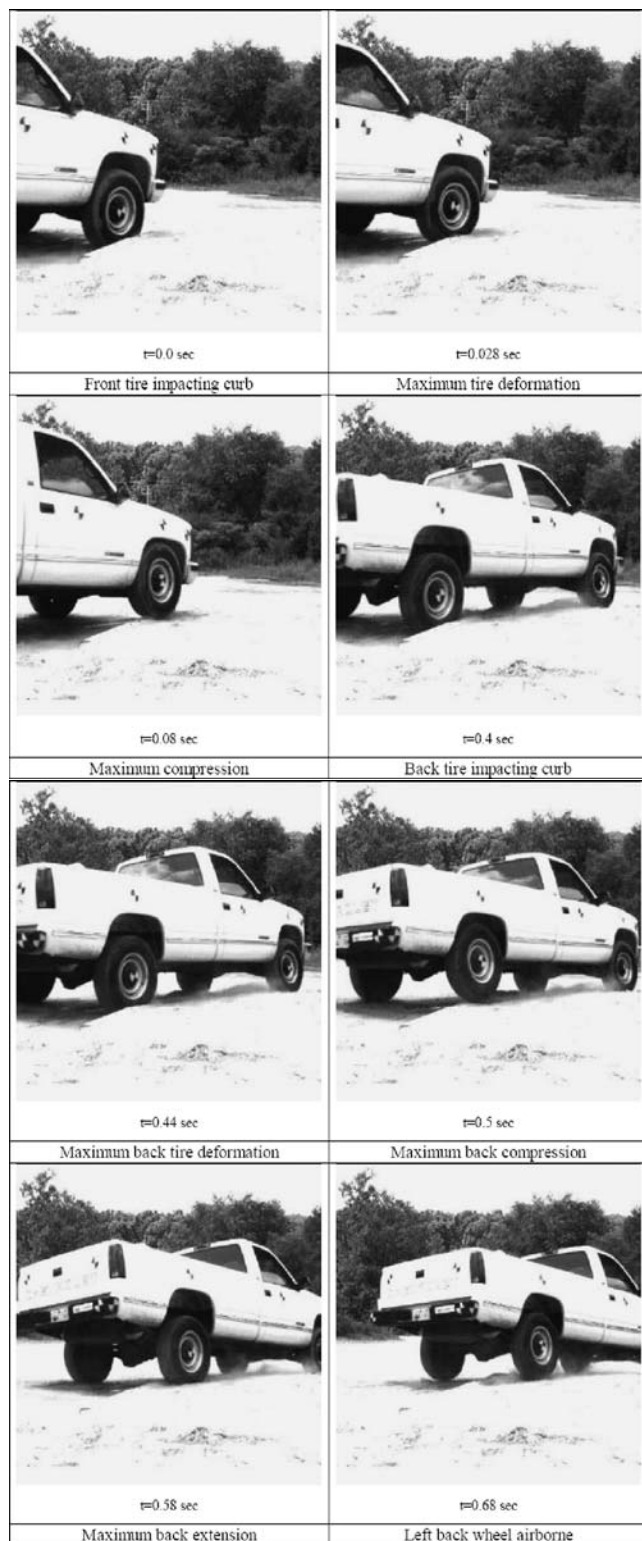 t=0.0 sec
t=0.028 sec
Front tire impacting curb
Maximum tire deformation
t=0.08 sec
t=0.4 sec
Maximum compression
Back tire impacting curb
t=0.44 sec
t=0.5 sec
Maximum back tire deformation
Maximum back compression
t=0.58 sec
t=0.68 sec
Maximum back extension
Left back wheel airborne